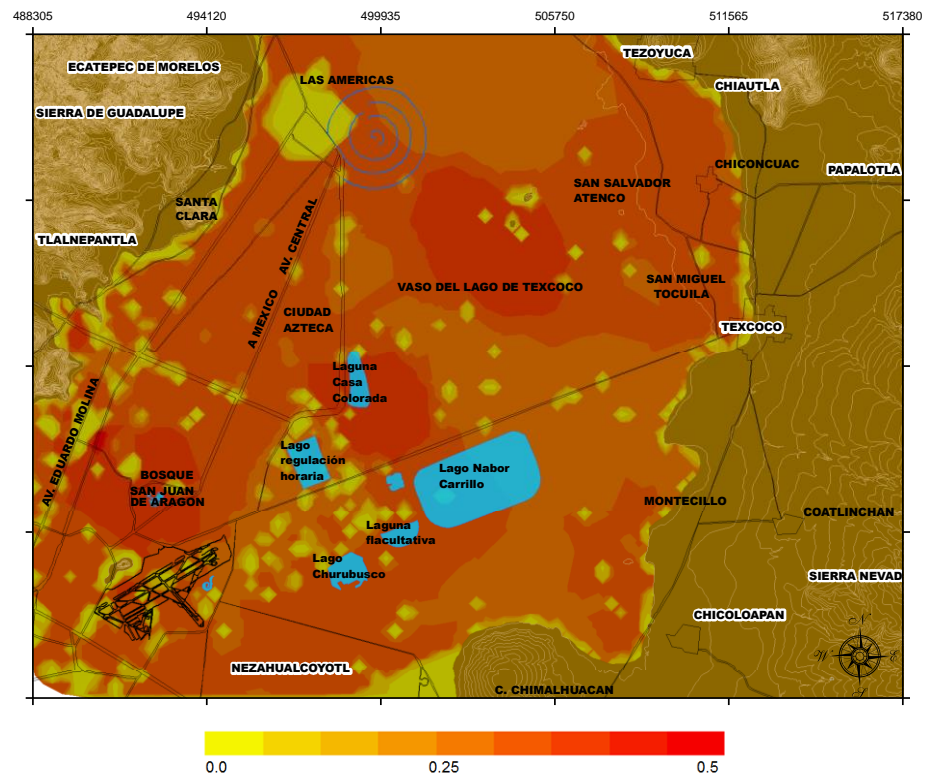 488305 494120 499935 505750 511565 517380
TEZOYUCA
ECATEPEC DE MORELOS
LAS AMERICAS
CHIAUTLA
SIERRA DE GUADALUPE
CHICONCUAC
PAPALOTLA
SAN SALVADOR
ATENCO
SANTA
CLARA
TLALNEPANTLA
AV. CENTRAL
SAN MIGUEL
TOCUILA
VASO DEL LAGO DE TEXCOCO
A MEXICO
CIUDAD
AZTECA
TEXCOCO
Laguna
Casa
Colorada
AV. EDUARDO MOLINA
Lago
regulación
horaria
Lago Nabor
Carrillo
BOSQUE
SAN JUAN
DE ARAGON
MONTECILLO
COATLINCHAN
Laguna
flacultativa
Lago
Churubusco
SIERRA NEVAD
CHICOLOAPAN
N
W E
S
NEZAHUALCOYOTL
C. CHIMALHUACAN
0.0 0.25 0.5